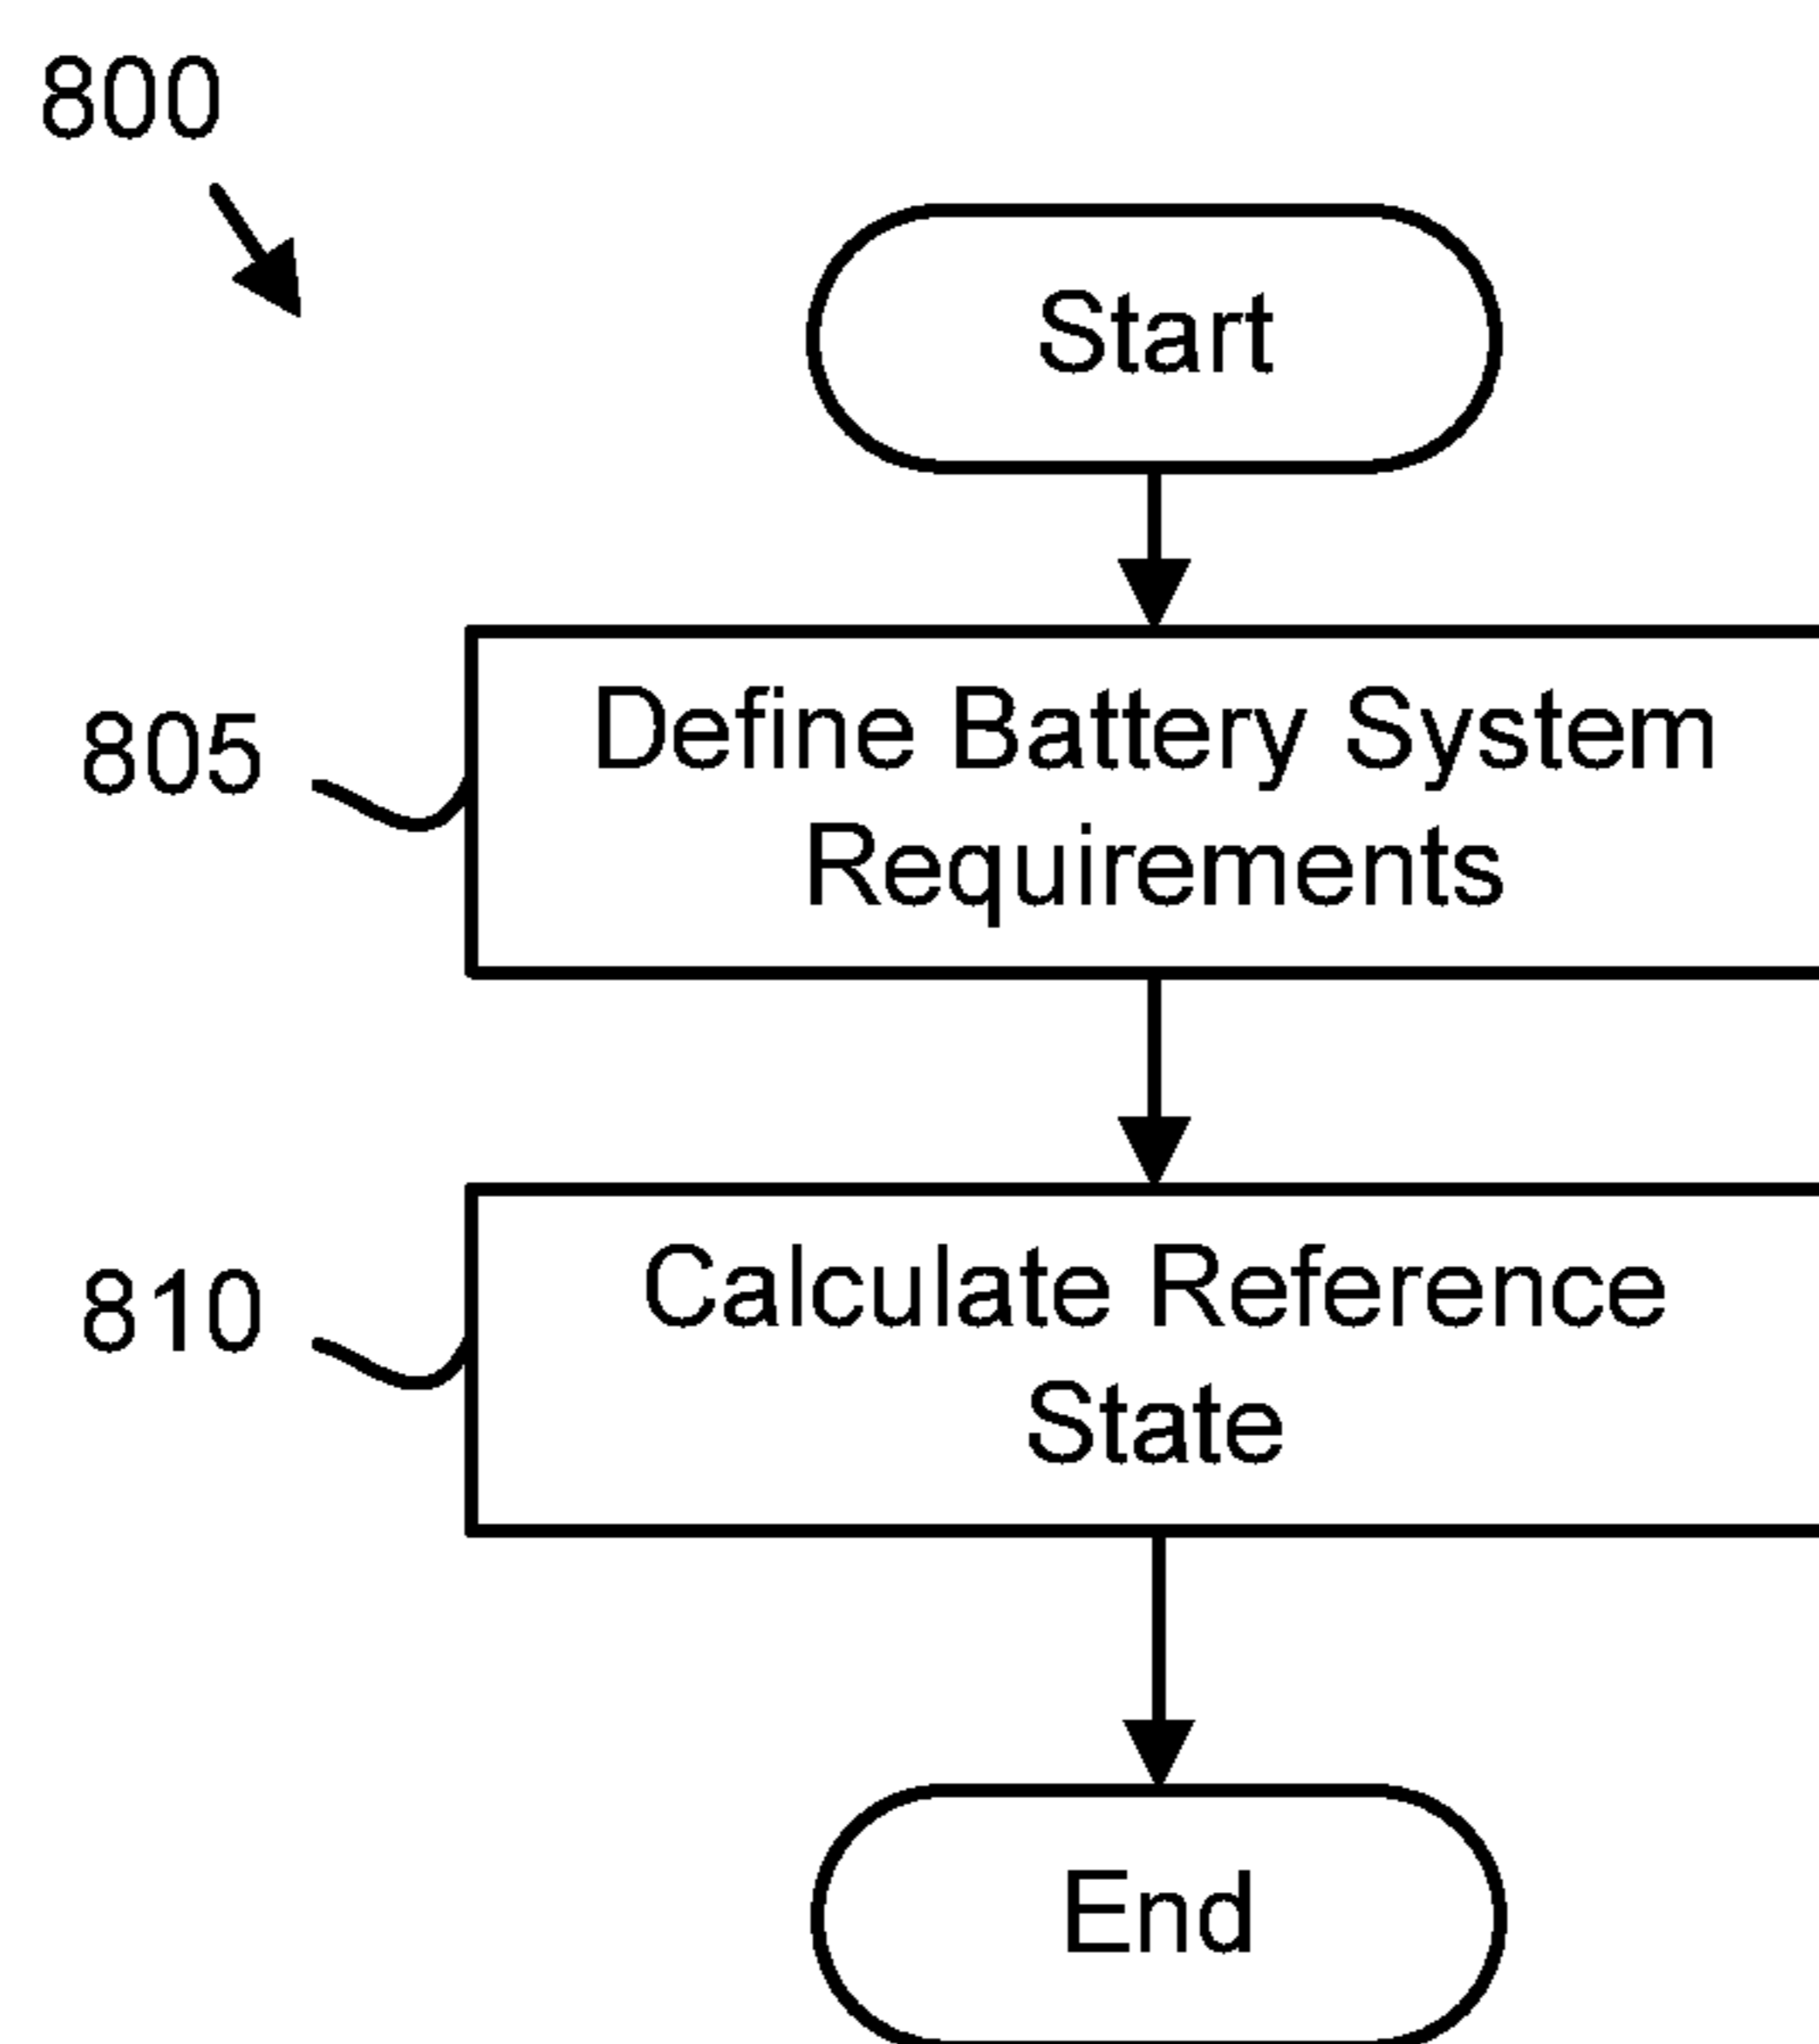 800
Start
805
Define Battery System
Requirements
810
Calculate Reference
State
End